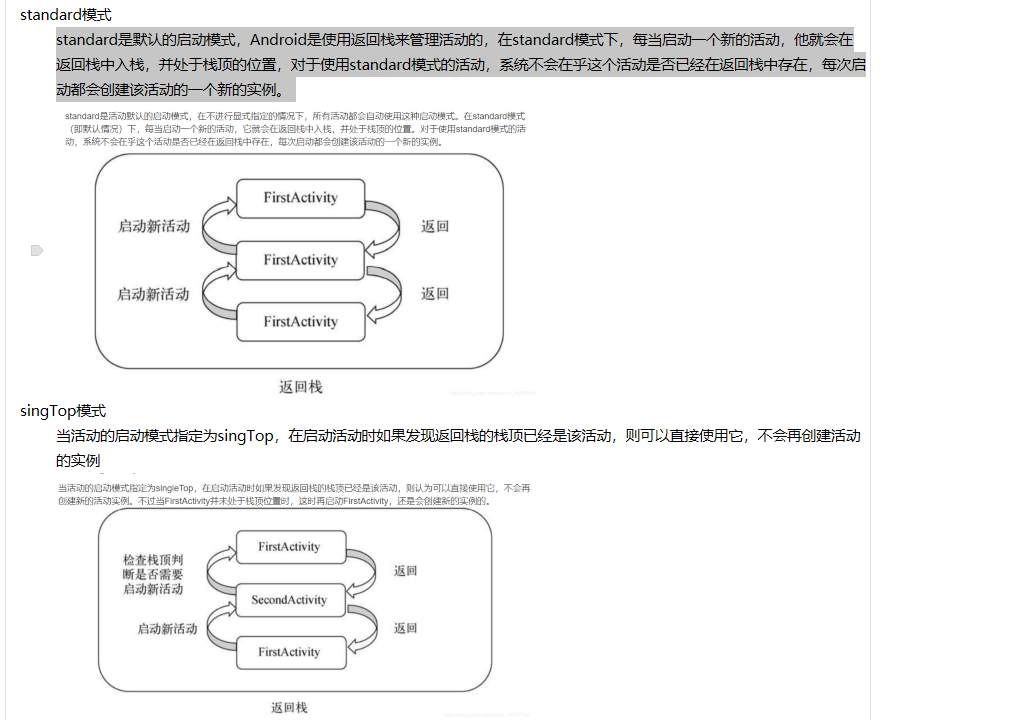 standard模式
standard是默认的启动模式，Android是使用返回栈来管理活动的，在standard模式下，每当启动一个新的活动，他就会在
返回栈中入栈，并处于栈顶的位置，对于使用standard模式的活动，系统不会在乎这个活动是否已经在返回栈中存在，每次启
动都会创建该活动的一个新的实例。
standard是活动默认的启动模式，在不进行显式指定的情况下，所有活动都会自动使用这种启动模式。在standard模式
（即默认情况）下，每当启动一个新的活动，它就会在返回栈中入栈，并处于栈顶的位置。对于使用standard模式的活
动，系统不会在乎这个活动是否已经在返回栈中存在，每次启动都会创建该活动的一个新的实例。
FirstActivity
启动新活动
返回
FirstActivity
启动新活动
返回
FirstActivity
返回栈
singTop模式
当活动的启动模式指定为singTop，在启动活动时如果发现返回栈的栈顶已经是该活动，则可以直接使用它，不会再创建活动
的实例
当活动的启动模式指定为singleTop，在启动活动时如果发现返回栈的栈顶已经是该活动，则认为可以直接使用它，不会再
创建新的活动实例。不过当FirstActivity并未处于栈顶位置时，这时再启动FirstActivity，还是会创建新的实例的。
FirstActivity
检查栈顶判
断是否需要
启动新活动
返回
SecondActivity
启动新活动
返回
FirstActivity
返回栈